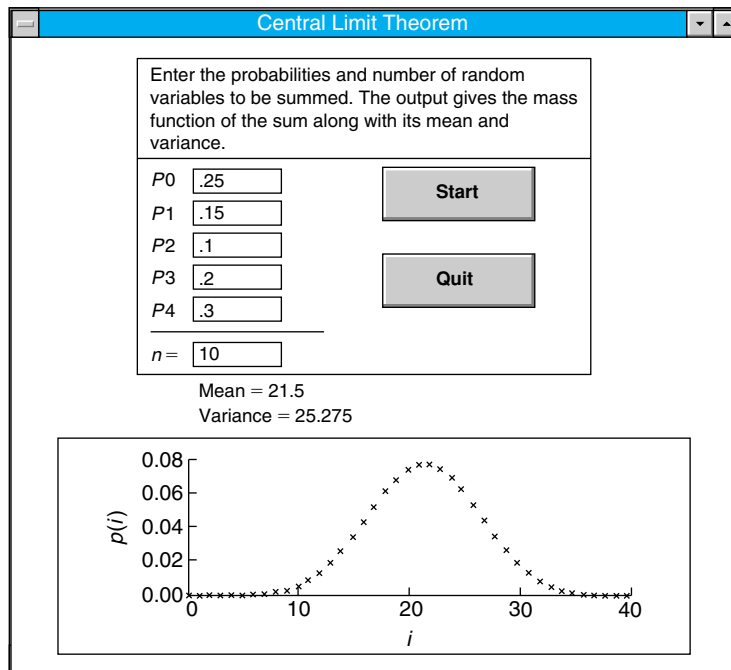 Central Limit Theorem
Enter the probabilities and number of random
variables to be summed. The output gives the mass
function of the sum along with its mean and
variance.
P0 .25
P1 .15
P2 .1
P3 .2
P4 .3
n = 10
Start
Quit
Mean = 21.5
Variance = 25.275
p(i)
0.08
0.06
0.04
0.02
0.00
0 10 20 30 40
i